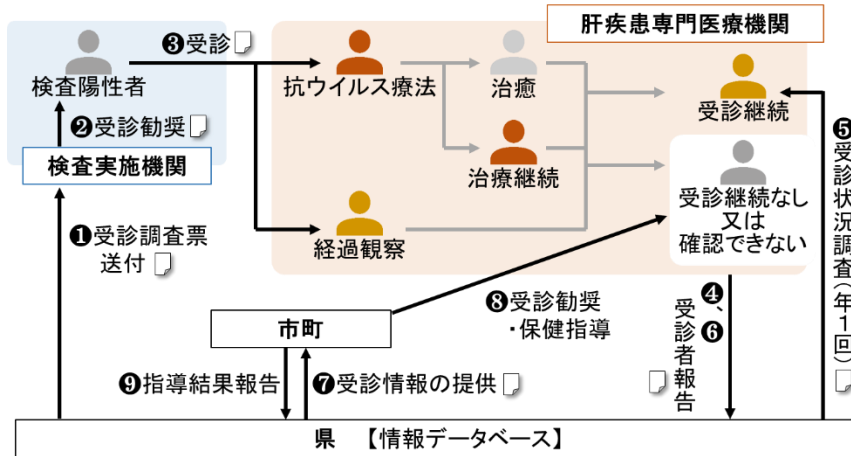 肝疾患専門医療機関
❸受診
検査陽性者
抗ウイルス療法
治癒
受診継続
❷受診勧奨
検査実施機関
治療継続
経過観察
受診継続なし
又は
確認できない
❶受診調査票
送付
❺受診状況調査(年1回)
❽受診勧奨
・保健指導
❹、❻
受診者報告
市町
❾指導結果報告
❼受診情報の提供
県 【情報データベース】